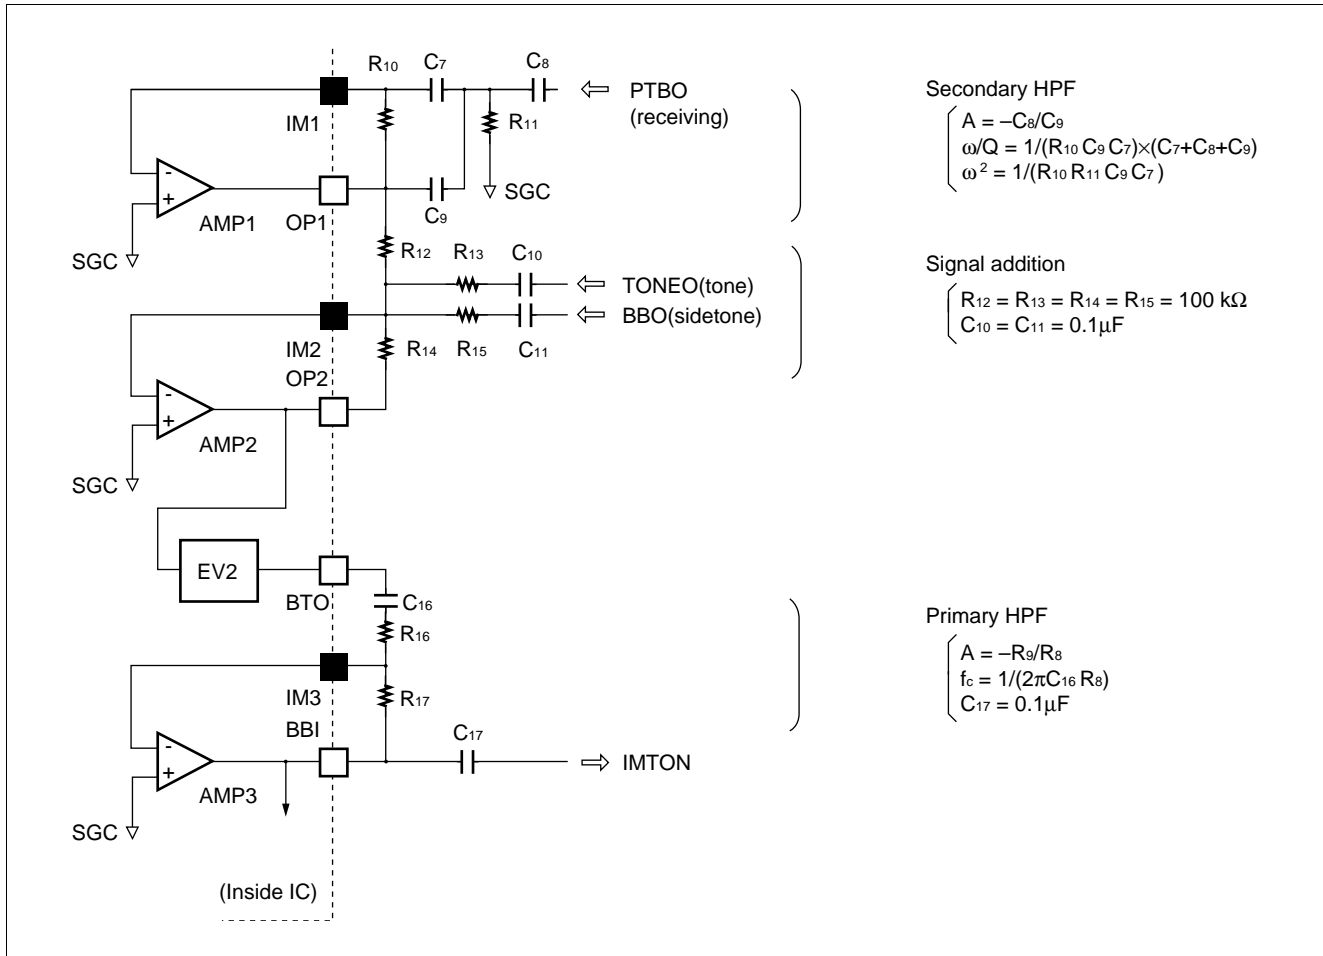 R10
C7
C8
IM1
R11
PTBO
(receiving)
-
+
AMP1
OP1
C9
SGC
SGC
Secondary HPF
A = –C8/C9
ω/Q = 1/(R10 C9 C7)×(C7+C8+C9)
ω² = 1/(R10 R11 C9 C7)
R12
R13
C10
TONEO(tone)
BBO(sidetone)
IM2
R14
R15
C11
OP2
-
+
AMP2
SGC
Signal addition
R12 = R13 = R14 = R15 = 100 kΩ
C10 = C11 = 0.1µF
EV2
BTO
C16
R16
IM3
R17
BBI
C17
-
+
AMP3
IMTON
SGC
Primary HPF
A = –R9/R8
fc = 1/(2πC16 R8)
C17 = 0.1µF
(Inside IC)